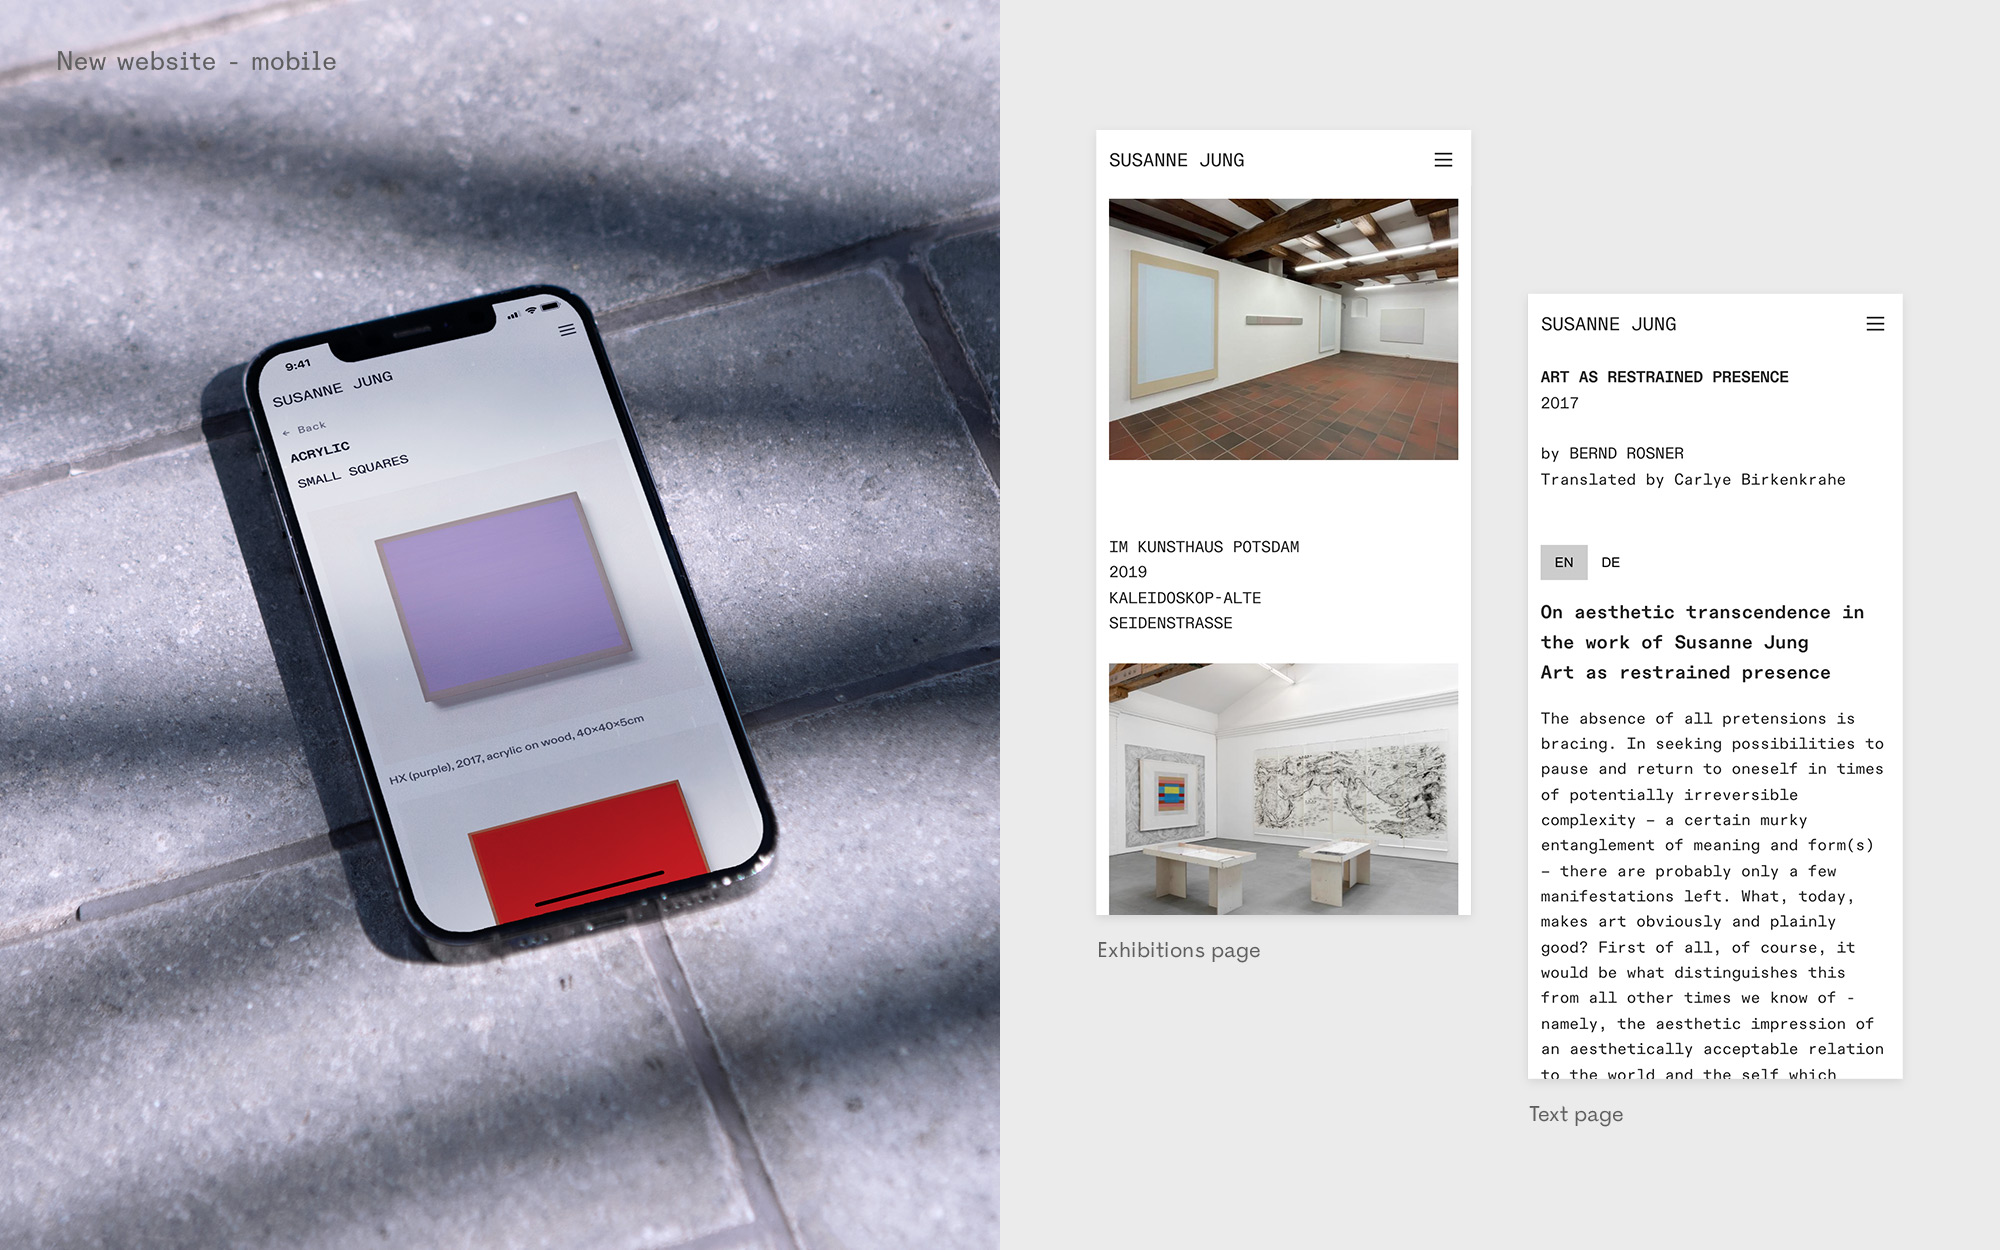 New website - mobile
9:41
SUSANNE JUNG
← Back
ACRYLIC
SMALL SQUARES
HX (purple), 2017, acrylic on wood, 40×40×5cm
SUSANNE JUNG
IM KUNSTHAUS POTSDAM
2019
KALEIDOSKOP-ALTE
SEIDENSTRASSE
Exhibitions page
SUSANNE JUNG
ART AS RESTRAINED PRESENCE
2017
by BERND ROSNER
Translated by Carlye Birkenkrahe
EN DE
On aesthetic transcendence in
the work of Susanne Jung
Art as restrained presence
The absence of all pretensions is
bracing. In seeking possibilities to
pause and return to oneself in times
of potentially irreversible
complexity – a certain murky
entanglement of meaning and form(s)
– there are probably only a few
manifestations left. What, today,
makes art obviously and plainly
good? First of all, of course, it
would be what distinguishes this
from all other times we know of -
namely, the aesthetic impression of
an aesthetically acceptable relation
to the world and the self which
Text page